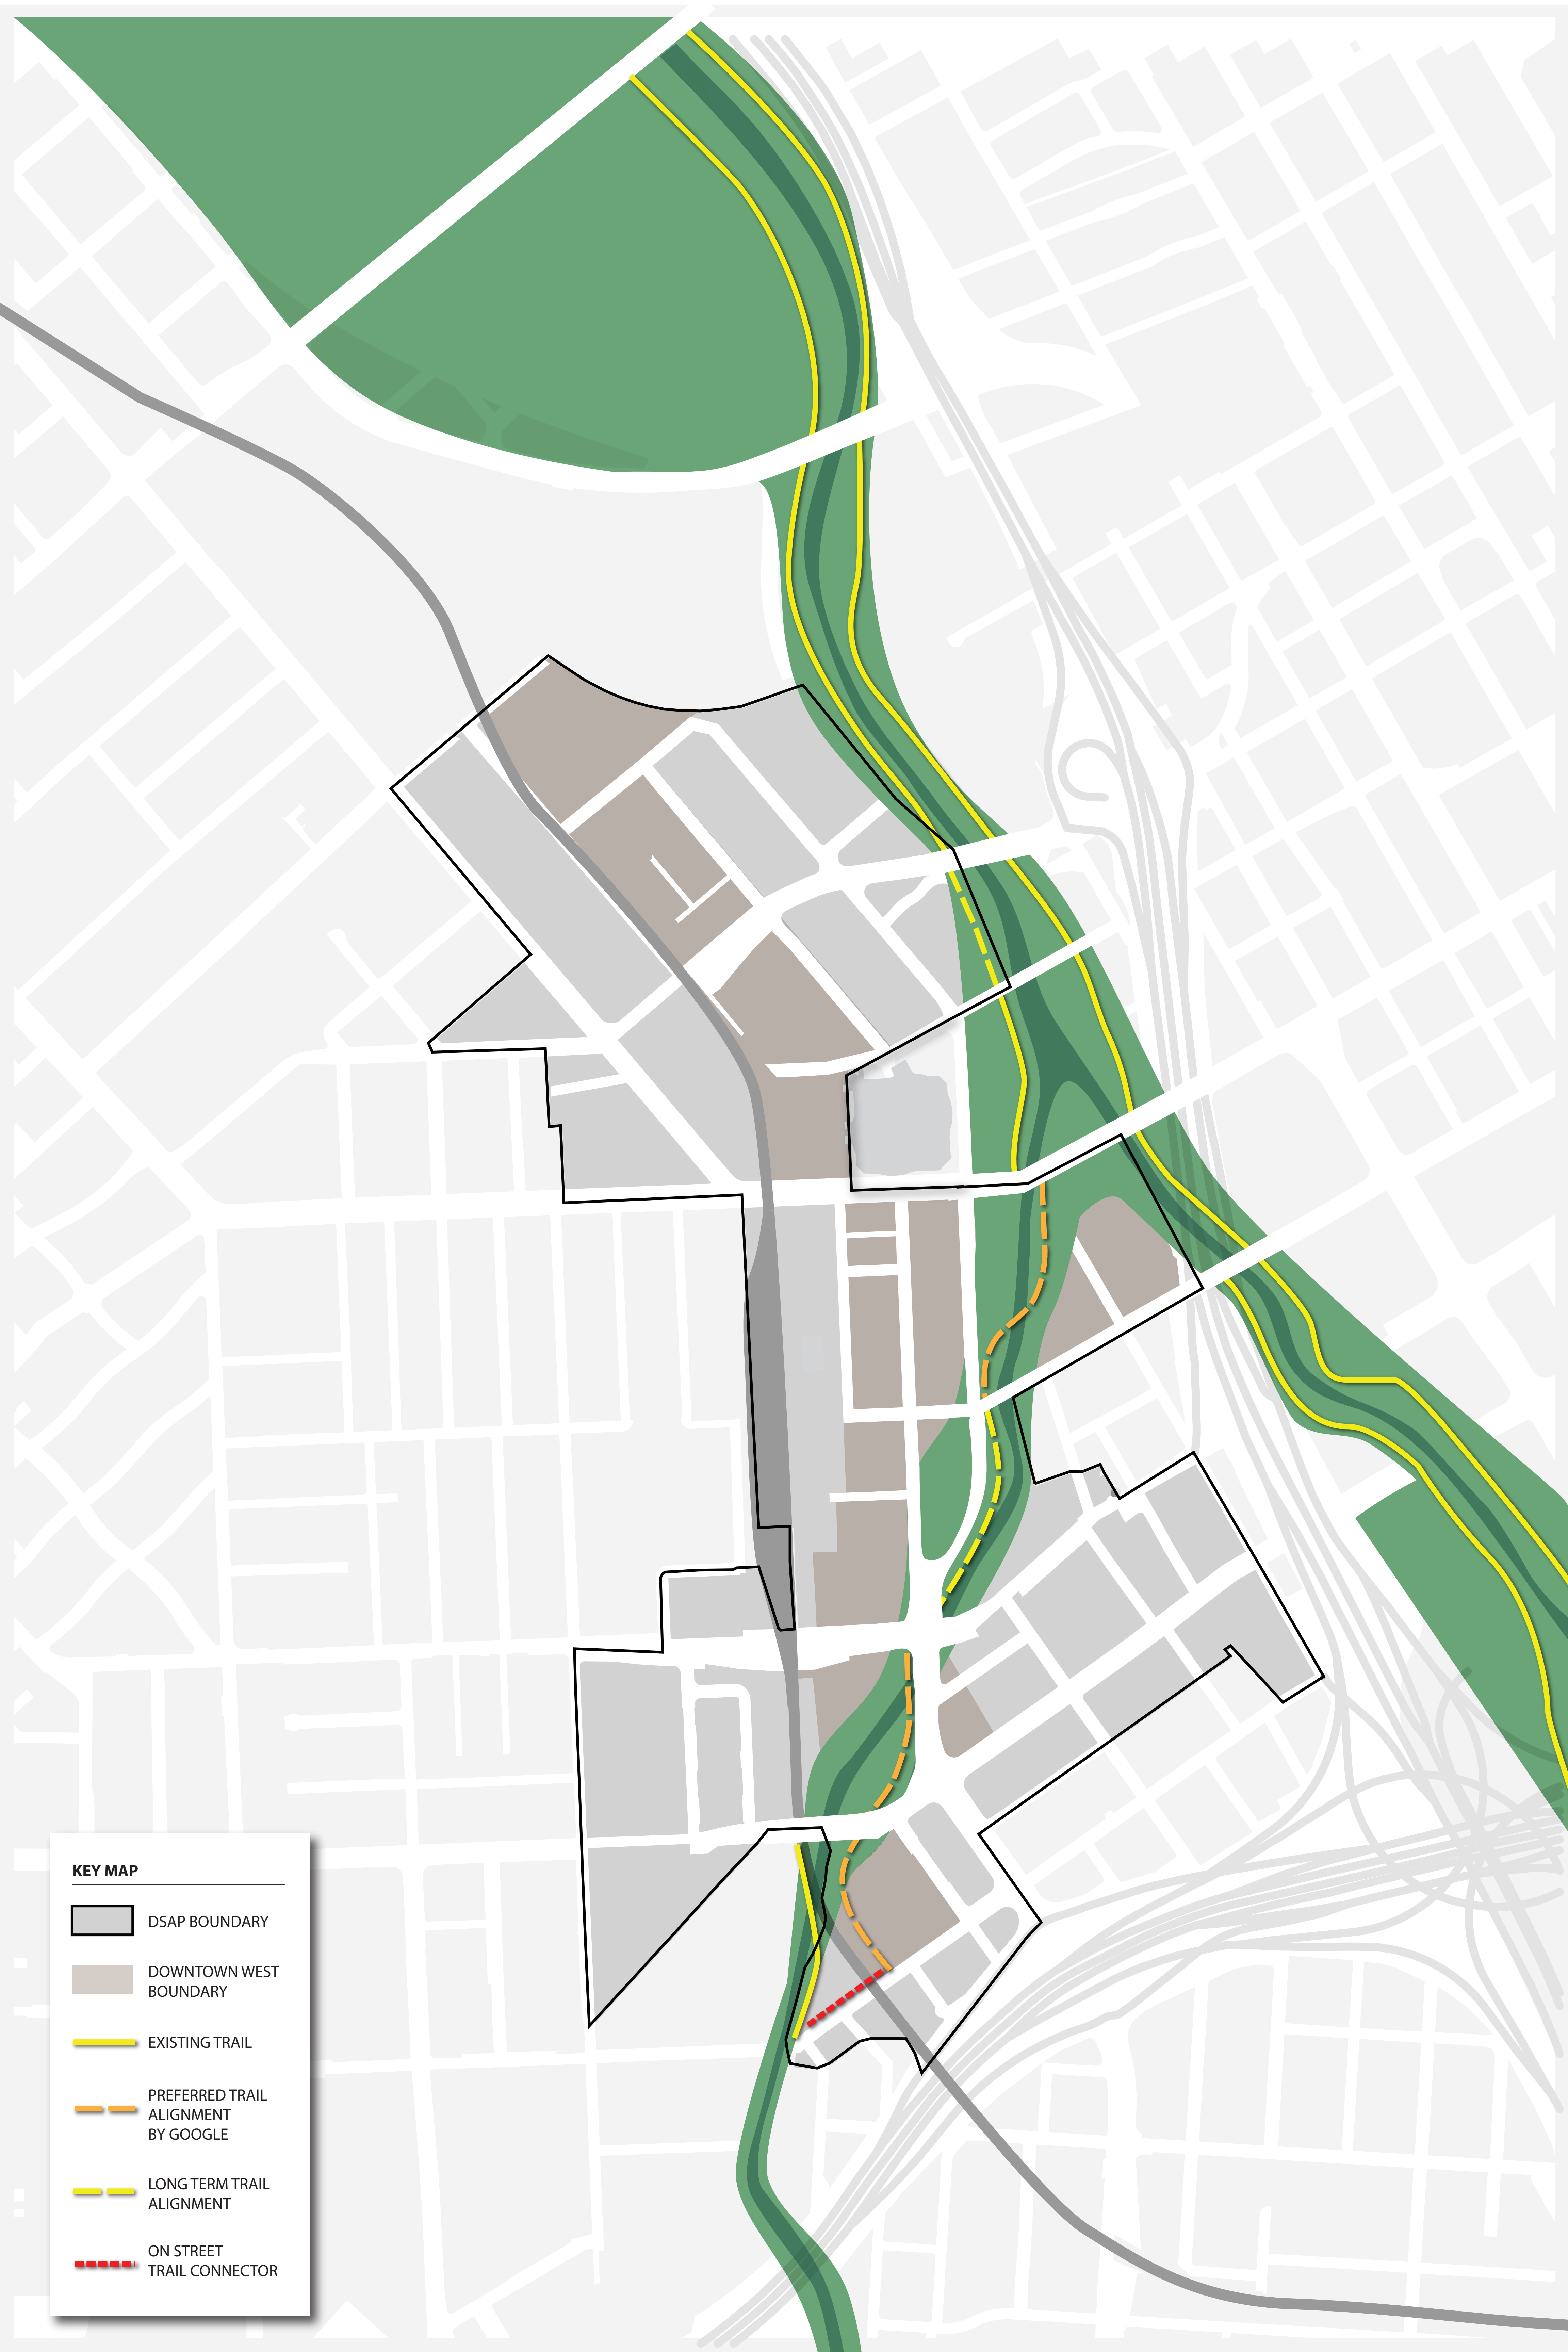 KEY MAP
DSAP BOUNDARY
DOWNTOWN WEST
BOUNDARY
EXISTING TRAIL
PREFERRED TRAIL
ALIGNMENT
BY GOOGLE
LONG TERM TRAIL
ALIGNMENT
ON STREET
TRAIL CONNECTOR